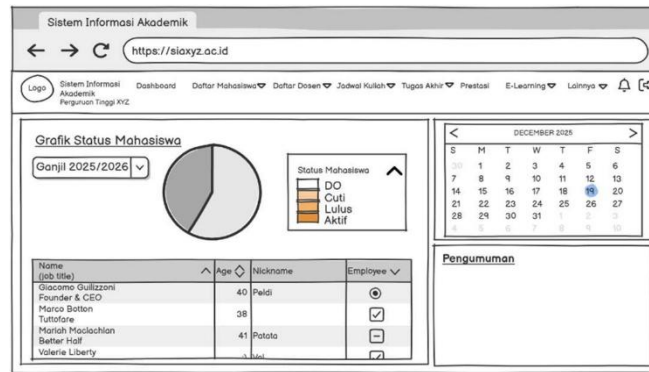 Sistem Informasi Akademik
https://siaxyz.ac.id
Logo
Sistem Informasi
Akademik
Perguruan Tinggi XYZ
Dashboard Daftar Mahasiswa Daftar Dosen Jadwal Kuliah Tugas Akhir Prestasi E-Learning Lainnya
Grafik Status Mahasiswa
Ganjil 2025/2026
Status Mahasiswa
DO
Cuti
Lulus
Aktif
Name
(job title)
Age Nickname Employee
Giacomo Guilizzoni
Founder & CEO
40 Peldi
Marco Botton
Tuttofare
38
Mariah Maclachlan
Better Half
41 Patata
Valerie Liberty
Val
DECEMBER 2025
S M T W T F S
30 1 2 3 4 5 6
7 8 9 10 11 12 13
14 15 16 17 18 19 20
21 22 23 24 25 26 27
28 29 30 31 1 2 3
4 5 6 7 8 9 10
Pengumuman